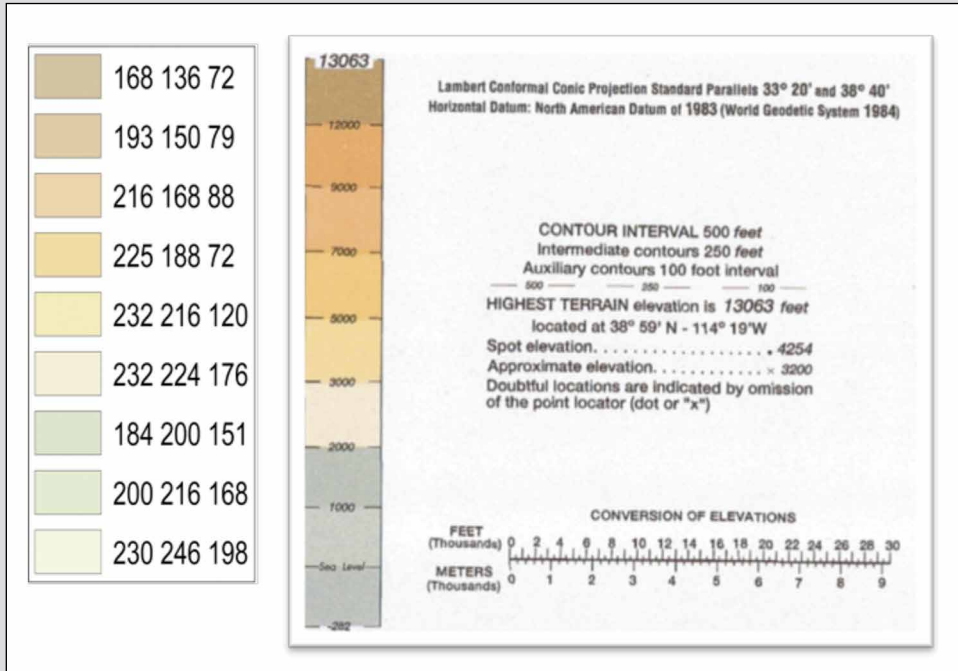 168 136 72
193 150 79
216 168 88
225 188 72
232 216 120
232 224 176
184 200 151
200 216 168
230 246 198
13063
12000
9000
7000
5000
3000
2000
1000
Sea Level
-282
Lambert Conformal Conic Projection Standard Parallels 33° 20' and 38° 40'
Horizontal Datum: North American Datum of 1983 (World Geodetic System 1984)
CONTOUR INTERVAL 500 feet
Intermediate contours 250 feet
Auxiliary contours 100 foot interval
500 250 100
HIGHEST TERRAIN elevation is 13063 feet
located at 38° 59' N - 114° 19'W
Spot elevation. . . . . . . . . . . . . . . . . . 4254
Approximate elevation. . . . . . . . . . . × 3200
Doubtful locations are indicated by omission
of the point locator (dot or "x")
CONVERSION OF ELEVATIONS
FEET
(Thousands) 0 2 4 6 8 10 12 14 16 18 20 22 24 26 28 30
METERS
(Thousands) 0 1 2 3 4 5 6 7 8 9